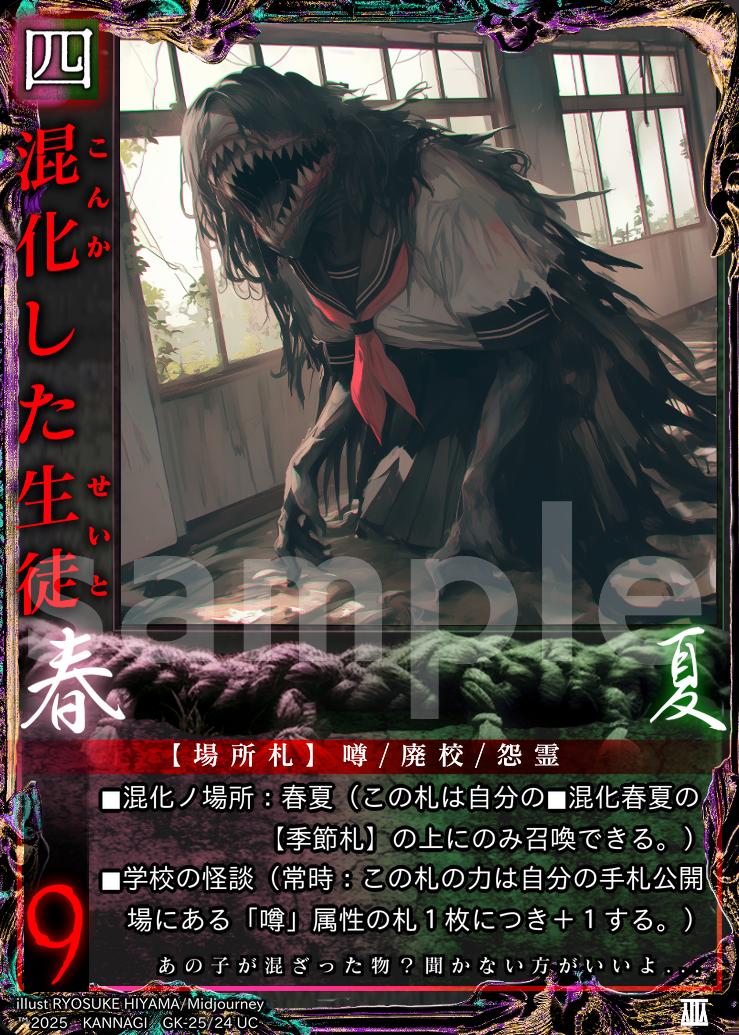 四
混化した生徒
こんか
せいと
sample
春
夏
【場所札】噂/廃校/怨霊
■混化ノ場所：春夏（この札は自分の■混化春夏の
【季節札】の上にのみ召喚できる。）
■学校の怪談（常時：この札の力は自分の手札公開
場にある「噂」属性の札１枚につき＋１する。）
9
あの子が混ざった物？聞かない方がいいよ...
illust RYOSUKE HIYAMA/Midjourney
™ 2025　KANNAGI　GK-25/24 UC